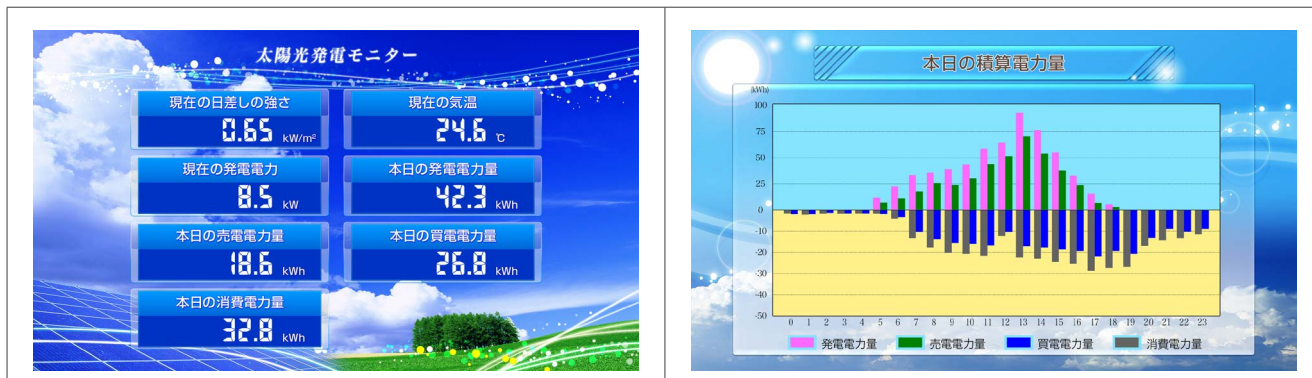 太陽光発電モニター
現在の日差しの強さ
0.65 kW/m²
現在の気温
24.6 ℃
現在の発電電力
8.5 kW
本日の発電電力量
42.3 kWh
本日の売電電力量
18.6 kWh
本日の買電電力量
26.8 kWh
本日の消費電力量
32.8 kWh
本日の積算電力量
(kWh)
100
75
50
25
0
-10
-20
-30
-40
-50
0 1 2 3 4 5 6 7 8 9 10 11 12 13 14 15 16 17 18 19 20 21 22 23
発電電力量 売電電力量 買電電力量 消費電力量